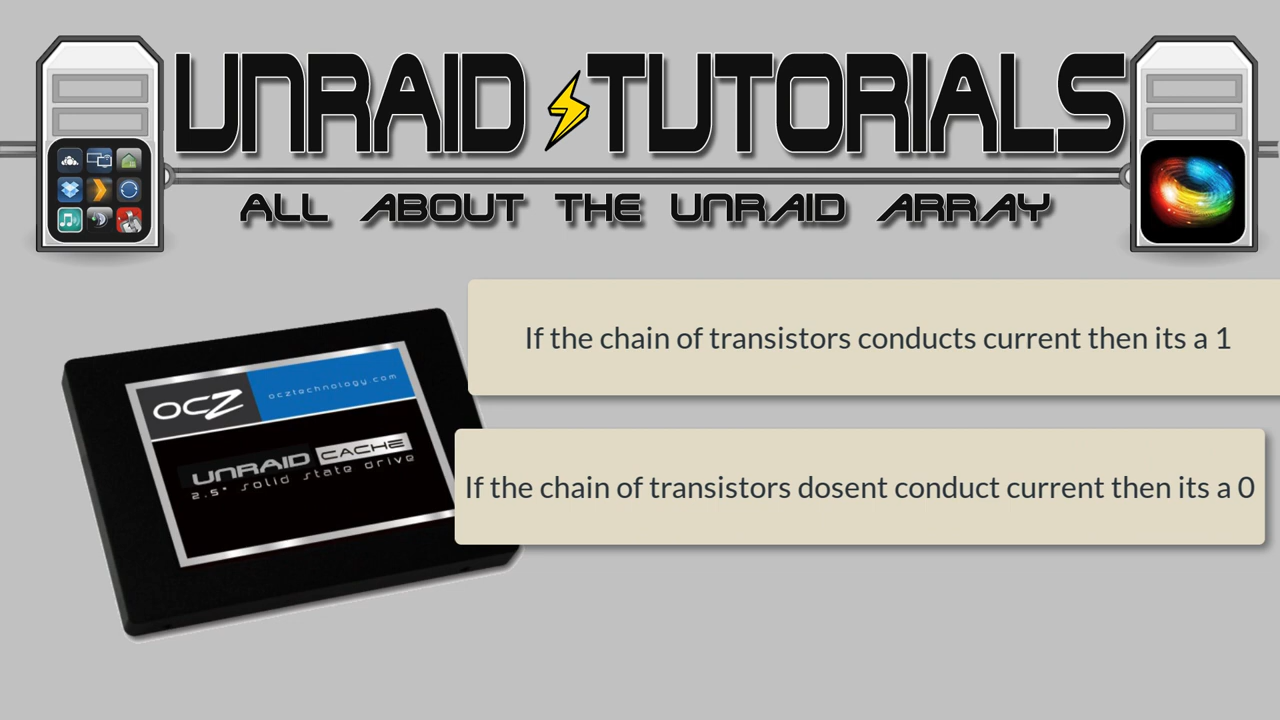 UNRAID TUTORIALS
ALL ABOUT THE UNRAID ARRAY
If the chain of transistors conducts current then its a 1
OCZ ocztechnology.com
UNRAID CACHE
2.5" solid state drive
If the chain of transistors dosent conduct current then its a 0